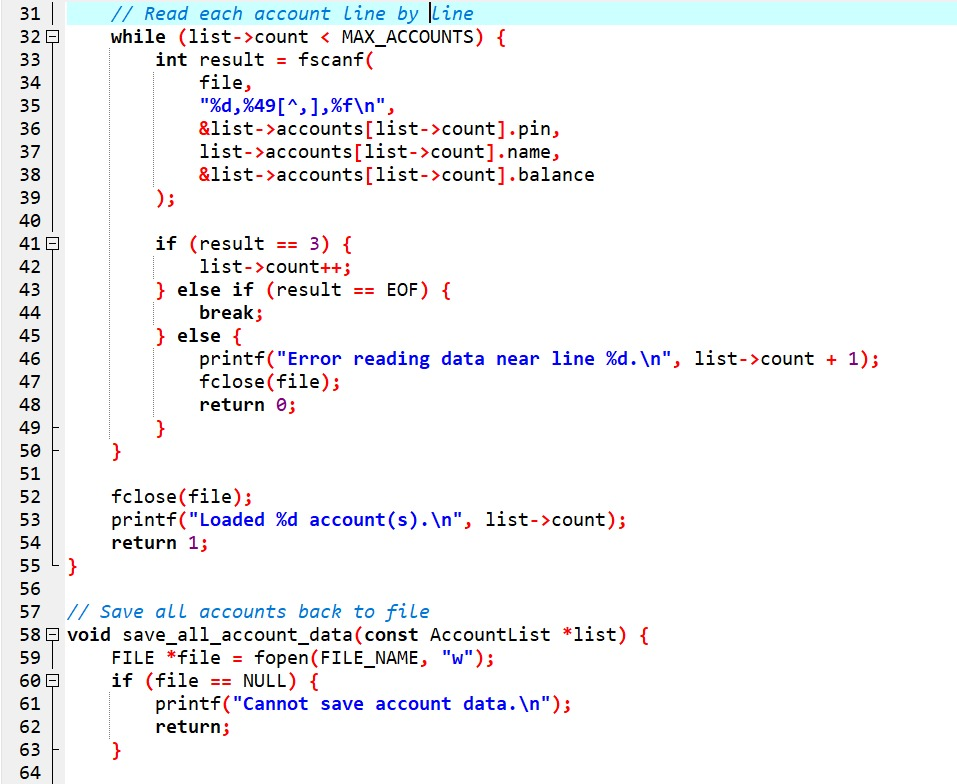 31 // Read each account line by line
32 while (list->count < MAX_ACCOUNTS) {
33 int result = fscanf(
34 file,
35 "%d,%49[^,],%f\n",
36 &list->accounts[list->count].pin,
37 list->accounts[list->count].name,
38 &list->accounts[list->count].balance
39 );
40
41 if (result == 3) {
42 list->count++;
43 } else if (result == EOF) {
44 break;
45 } else {
46 printf("Error reading data near line %d.\n", list->count + 1);
47 fclose(file);
48 return 0;
49 }
50 }
51
52 fclose(file);
53 printf("Loaded %d account(s).\n", list->count);
54 return 1;
55 }
56
57 // Save all accounts back to file
58 void save_all_account_data(const AccountList *list) {
59 FILE *file = fopen(FILE_NAME, "w");
60 if (file == NULL) {
61 printf("Cannot save account data.\n");
62 return;
63 }
64